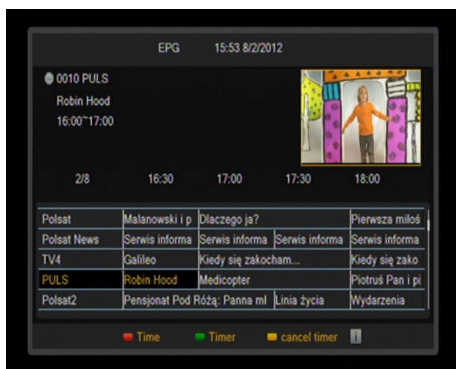 EPG 15:53 8/2/2012
0010 PULS
Robin Hood
16:00~17:00
2/8 16:30 17:00 17:30 18:00
Polsat Malanowski i p Dlaczego ja? Pierwsza miłoś
Polsat News Serwis informa Serwis informa Serwis informa Serwis informa
TV4 Galileo Kiedy się zakocham... Kiedy się zako
PULS Robin Hood Medicopter Piotruś Pan i pi
Polsat2 Pensjonat Pod Różą: Panna mł Linia życia Wydarzenia
Time Timer cancel timer i